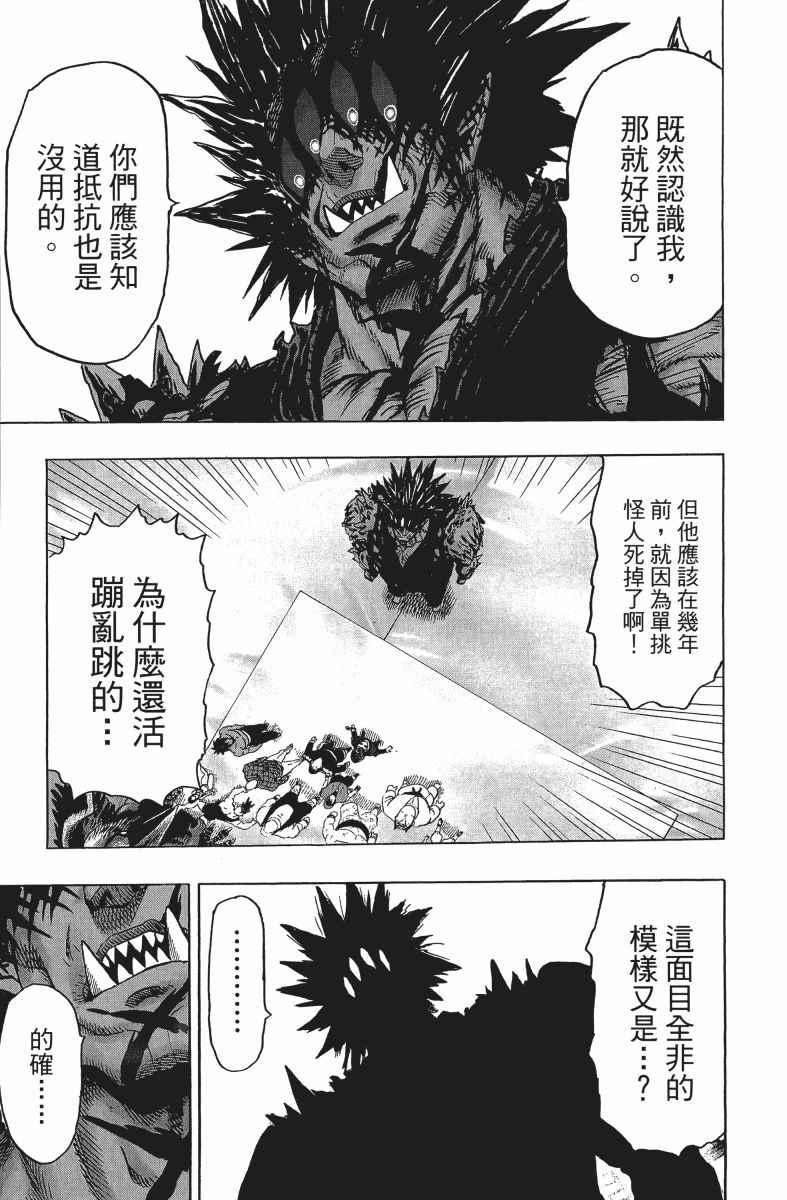 既然認識我，
那就好說了。
你們應該知
道抵抗也是
沒用的。
但他應該在幾年
前，就因為單挑
怪人死掉了啊！
為什麼還活
蹦亂跳的…
這面目全非的
模樣又是…？
………
的確……